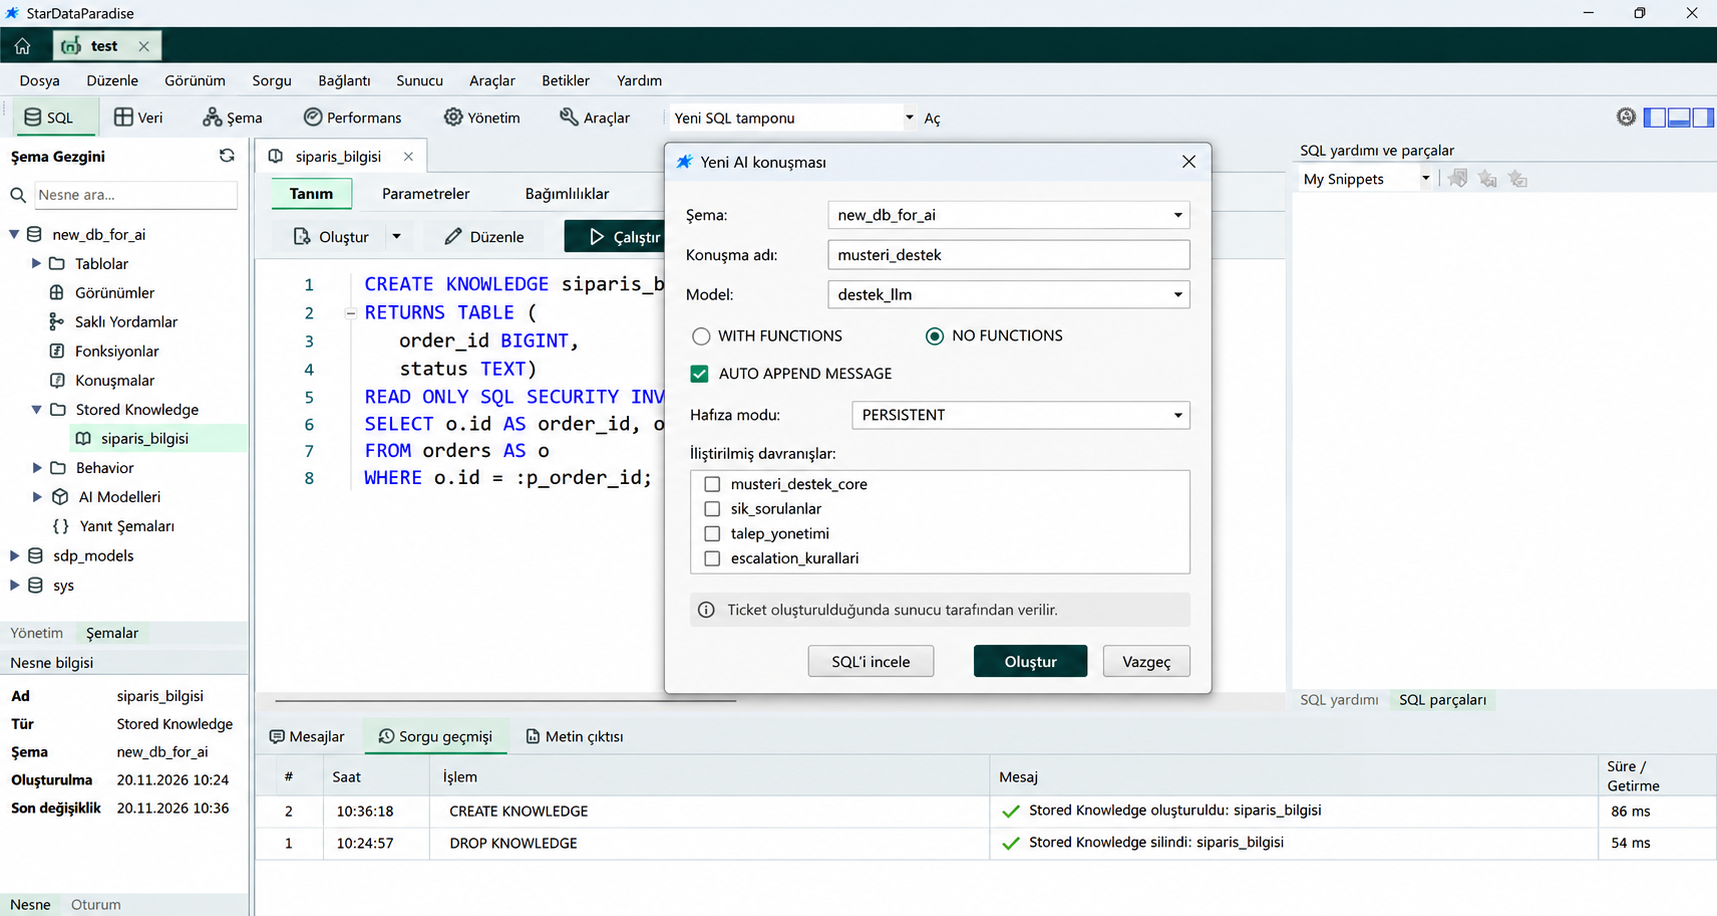 StarDataParadise
test
Dosya Düzenle Görünüm Sorgu Bağlantı Sunucu Araçlar Betikler Yardım
SQL Veri Şema Performans Yönetim Araçlar Yeni SQL tamponu Aç
Şema Gezgini
Nesne ara...
new_db_for_ai
Tablolar
Görünümler
Saklı Yordamlar
Fonksiyonlar
Konuşmalar
Stored Knowledge
siparis_bilgisi
Behavior
AI Modelleri
Yanıt Şemaları
sdp_models
sys
Yönetim Şemalar
Nesne bilgisi
Ad siparis_bilgisi
Tür Stored Knowledge
Şema new_db_for_ai
Oluşturulma 20.11.2026 10:24
Son değişiklik 20.11.2026 10:36
Nesne Oturum
siparis_bilgisi
Tanım Parametreler Bağımlılıklar
Oluştur Düzenle Çalıştır
1 CREATE KNOWLEDGE siparis_b
2 RETURNS TABLE (
3 order_id BIGINT,
4 status TEXT)
5 READ ONLY SQL SECURITY INV
6 SELECT o.id AS order_id, o
7 FROM orders AS o
8 WHERE o.id = :p_order_id;
Yeni AI konuşması
Şema: new_db_for_ai
Konuşma adı: musteri_destek
Model: destek_llm
WITH FUNCTIONS NO FUNCTIONS
AUTO APPEND MESSAGE
Hafıza modu: PERSISTENT
İliştirilmiş davranışlar:
musteri_destek_core
sik_sorulanlar
talep_yonetimi
escalation_kurallari
Ticket oluşturulduğunda sunucu tarafından verilir.
SQL'i incele Oluştur Vazgeç
SQL yardımı ve parçalar
My Snippets
SQL yardımı SQL parçaları
Mesajlar Sorgu geçmişi Metin çıktısı
# Saat İşlem Mesaj Süre /
Getirme
2 10:36:18 CREATE KNOWLEDGE Stored Knowledge oluşturuldu: siparis_bilgisi 86 ms
1 10:24:57 DROP KNOWLEDGE Stored Knowledge silindi: siparis_bilgisi 54 ms